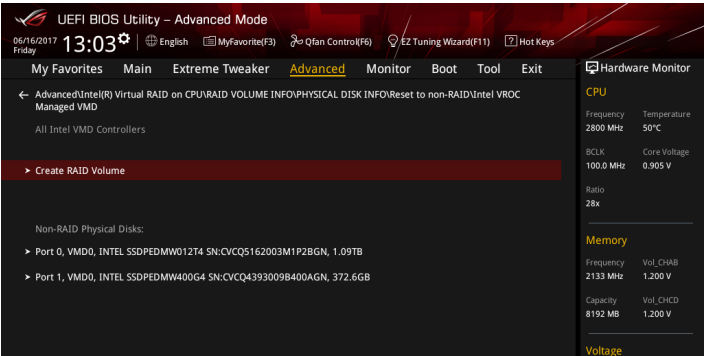 UEFI BIOS Utility – Advanced Mode
06/16/2017 Friday 13:03 English MyFavorite(F3) Qfan Control(F6) EZ Tuning Wizard(F11) ? Hot Keys
My Favorites Main Extreme Tweaker Advanced Monitor Boot Tool Exit
Advanced\Intel(R) Virtual RAID on CPU\RAID VOLUME INFO\PHYSICAL DISK INFO\Reset to non-RAID\Intel VROC
Managed VMD
All Intel VMD Controllers
Create RAID Volume
Non-RAID Physical Disks:
Port 0, VMD0, INTEL SSDPEDMW012T4 SN:CVCQ5162003M1P2BGN, 1.09TB
Port 1, VMD0, INTEL SSDPEDMW400G4 SN:CVCQ4393009B400AGN, 372.6GB
Hardware Monitor
CPU
Frequency Temperature
2800 MHz 50°C
BCLK Core Voltage
100.0 MHz 0.905 V
Ratio
28x
Memory
Frequency Vol_CHAB
2133 MHz 1.200 V
Capacity Vol_CHCD
8192 MB 1.200 V
Voltage